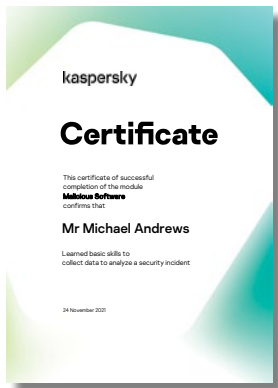 kaspersky
Certificate
This certificate of successful
completion of the module
Malicious Software
confirms that
Mr Michael Andrews
Learned basic skills to
collect data to analyze a security incident
24 November 2021